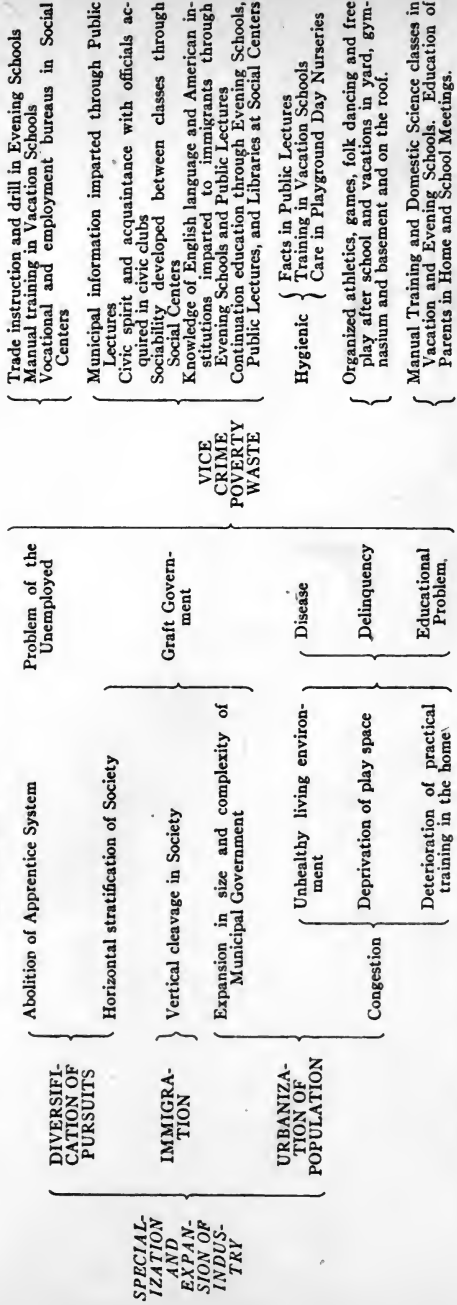 SPECIAL-
IZATION
AND
EXPAN-
SION OF
INDUS-
TRY
DIVERSIFI-
CATION OF
PURSUITS
IMMIGRA-
TION
URBANIZA-
TION OF
POPULATION
Abolition of Apprentice System
Horizontal stratification of Society
Vertical cleavage in Society
Expansion in size and complexity of
Municipal Government
Congestion
Unhealthy living environ-
ment
Deprivation of play space
Deterioration of practical
training in the home
Problem of the
Unemployed
Graft Govern-
ment
Disease
Delinquency
Educational
Problem.
VICE
CRIME
POVERTY
WASTE
Trade instruction and drill in Evening Schools
Manual training in Vacation Schools
Vocational and employment bureaus in Social
Centers
Municipal information imparted through Public
Lectures
Civic spirit and acquaintance with officials ac-
quired in civic clubs
Sociability developed between classes through
Social Centers
Knowledge of English language and American in-
stitutions imparted to immigrants through
Evening Schools and Public Lectures
Continuation education through Evening Schools,
Public Lectures, and Libraries at Social Centers
Hygienic
Facts in Public Lectures
Training in Vacation Schools
Care in Playground Day Nurseries
Organized athletics, games, folk dancing and free
play after school and vacations in yard, gym-
nasium and basement and on the roof.
Manual Training and Domestic Science classes in
Vacation and Evening Schools. Education of
Parents in Home and School Meetings.